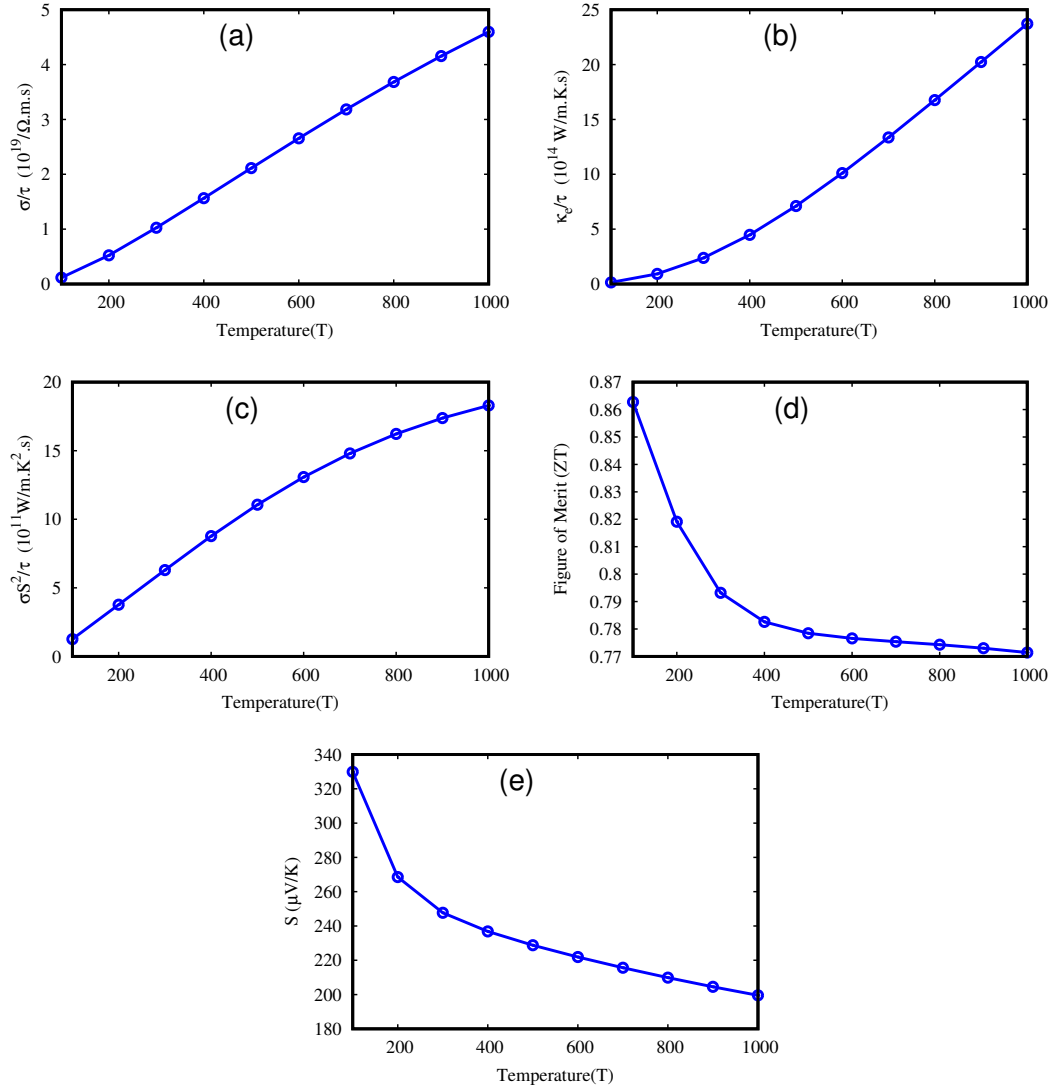 (a)
σ/τ (10^19/Ω.m.s)
5
4
3
2
1
0
200 400 600 800 1000
Temperature(T)
(b)
κ_e/τ (10^14 W/m.K.s)
25
20
15
10
5
0
200 400 600 800 1000
Temperature(T)
(c)
σS^2/τ (10^11W/m.K^2.s)
20
15
10
5
0
200 400 600 800 1000
Temperature(T)
(d)
Figure of Merit (ZT)
0.87
0.86
0.85
0.84
0.83
0.82
0.81
0.8
0.79
0.78
0.77
200 400 600 800 1000
Temperature(T)
(e)
S (μV/K)
340
320
300
280
260
240
220
200
180
200 400 600 800 1000
Temperature(T)